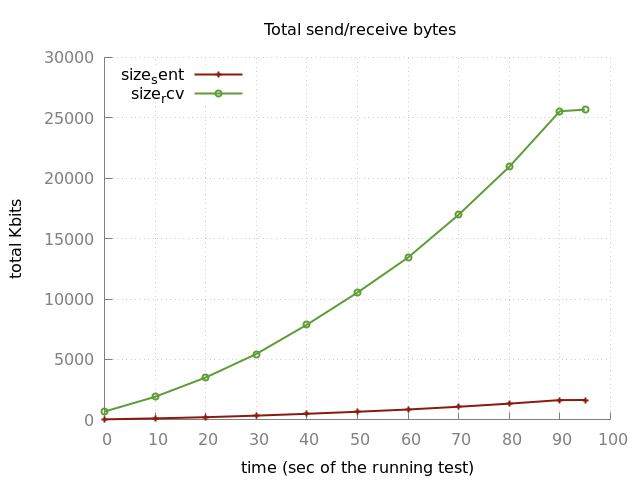 Total send/receive bytes
30000
25000
20000
15000
10000
5000
0
size_sent
size_rcv
total Kbits
0 10 20 30 40 50 60 70 80 90 100
time (sec of the running test)